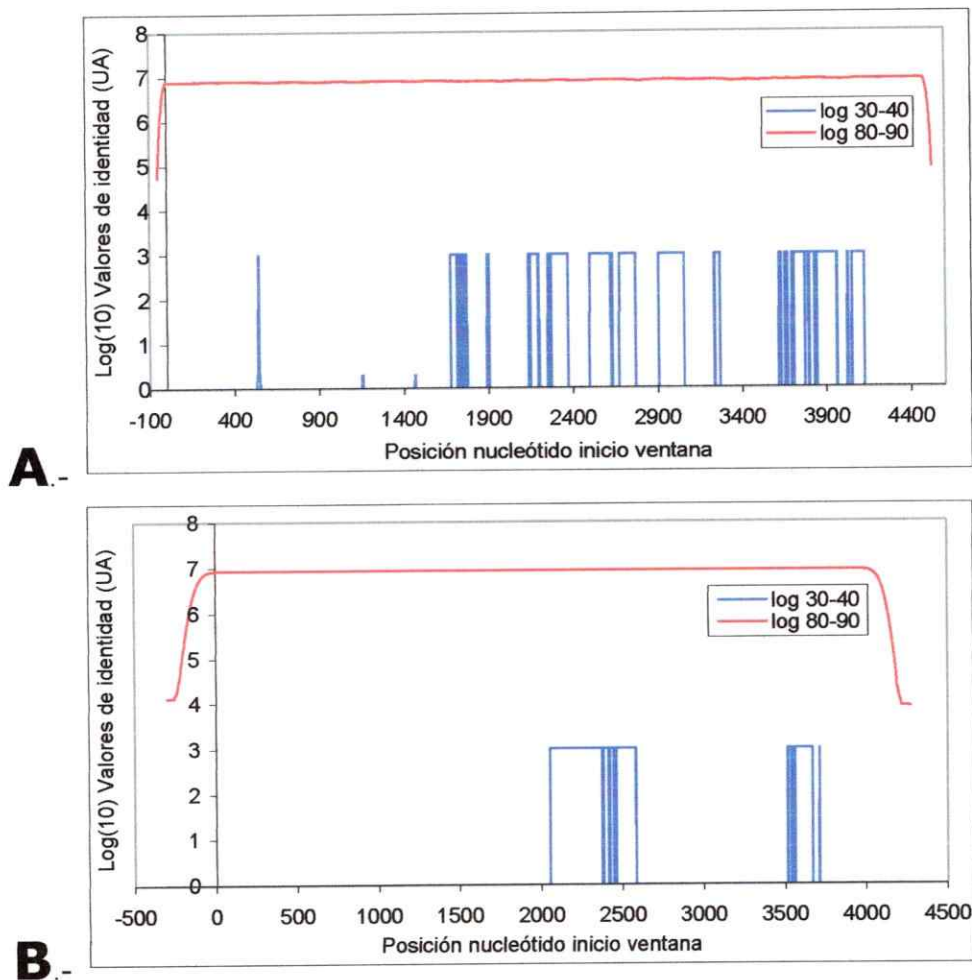 Log(10) Valores de identidad (UA)
8
7
6
5
4
3
2
1
0
log 30-40
log 80-90
-100 400 900 1400 1900 2400 2900 3400 3900 4400
Posición nucleótido inicio ventana
A.-
Log(10) Valores de identidad (UA)
8
7
6
5
4
3
2
1
0
log 30-40
log 80-90
-500 0 500 1000 1500 2000 2500 3000 3500 4000 4500
Posición nucleótido inicio ventana
B.-